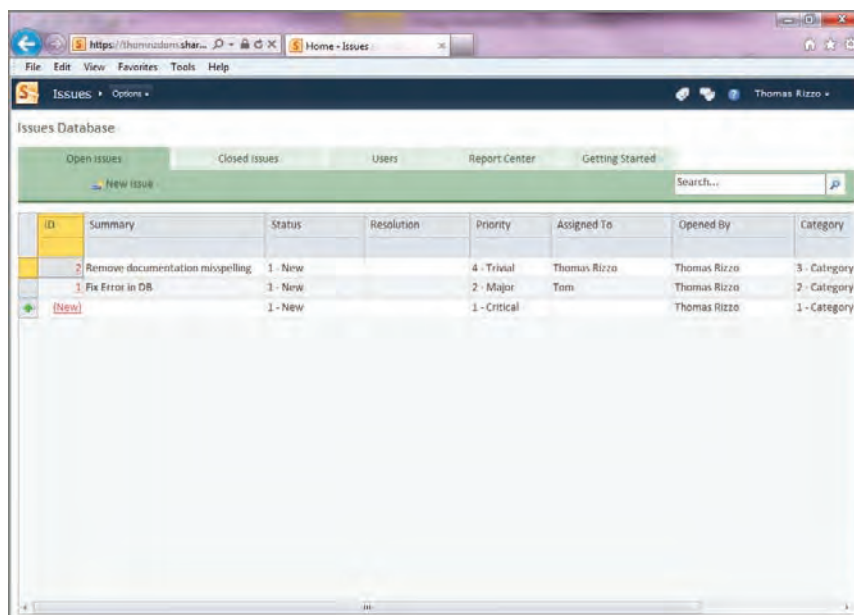 Home - Issues
File Edit View Favorites Tools Help
Issues Options Thomas Rizzo
Issues Database
Open Issues Closed Issues Users Report Center Getting Started
New Issue Search...
ID Summary Status Resolution Priority Assigned To Opened By Category
2 Remove documentation misspelling 1 - New 4 - Trivial Thomas Rizzo Thomas Rizzo 3 - Category
1 Fix Error in DB 1 - New 2 - Major Tom Thomas Rizzo 2 - Category
(New) 1 - New 1 - Critical Thomas Rizzo 1 - Category